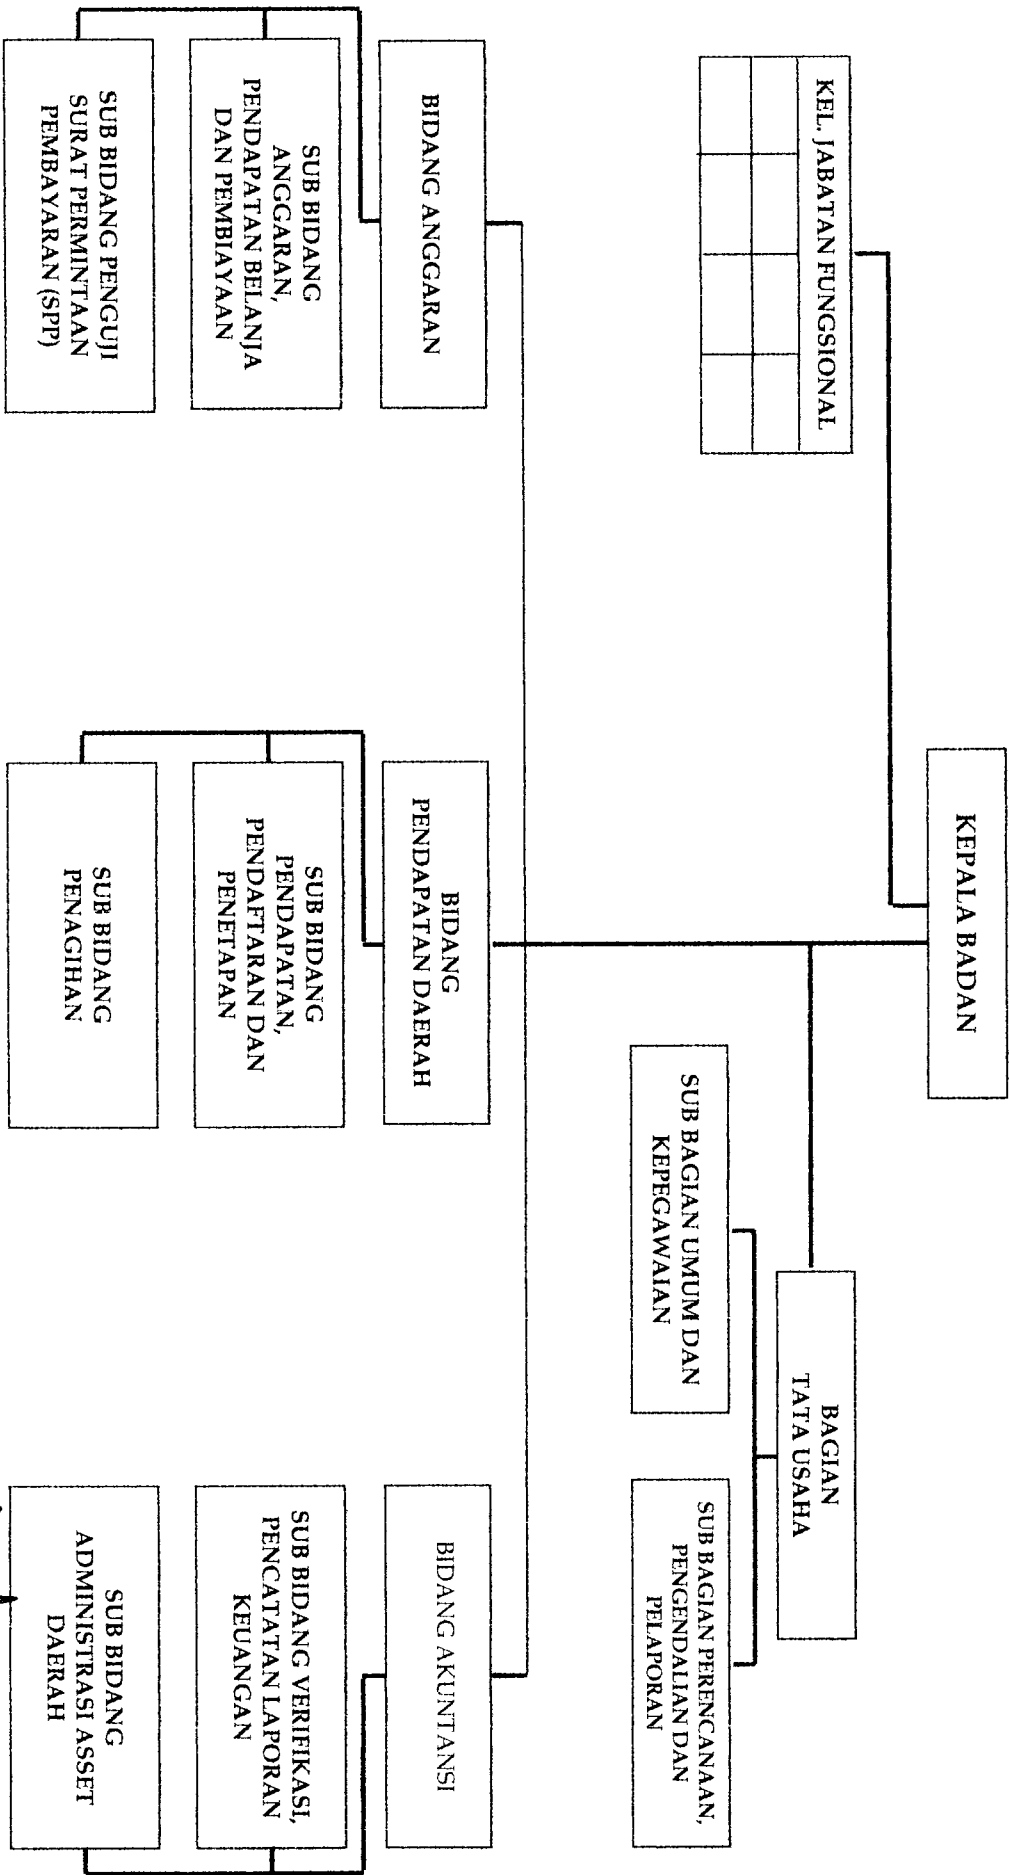 KEPALA BADAN
KEL. JABATAN FUNGSIONAL
BAGIAN
TATA USAHA
SUB BAGIAN UMUM DAN
KEPEGAWAIAN
SUB BAGIAN PERENCANAAN,
PENGENDALIAN DAN
PELAPORAN
BIDANG ANGGARAN
SUB BIDANG
ANGGARAN,
PENDAPATAN BELANJA
DAN PEMBIAYAAN
SUB BIDANG PENGUJI
SURAT PERMINTAAN
PEMBAYARAN (SPP)
BIDANG
PENDAPATAN DAERAH
SUB BIDANG
PENDAPATAN,
PENDAFTARAN DAN
PENETAPAN
SUB BIDANG
PENAGIHAN
BIDANG AKUNTANSI
SUB BIDANG VERIFIKASI,
PENCATATAN LAPORAN
KEUANGAN
SUB BIDANG
ADMINISTRASI ASSET
DAERAH